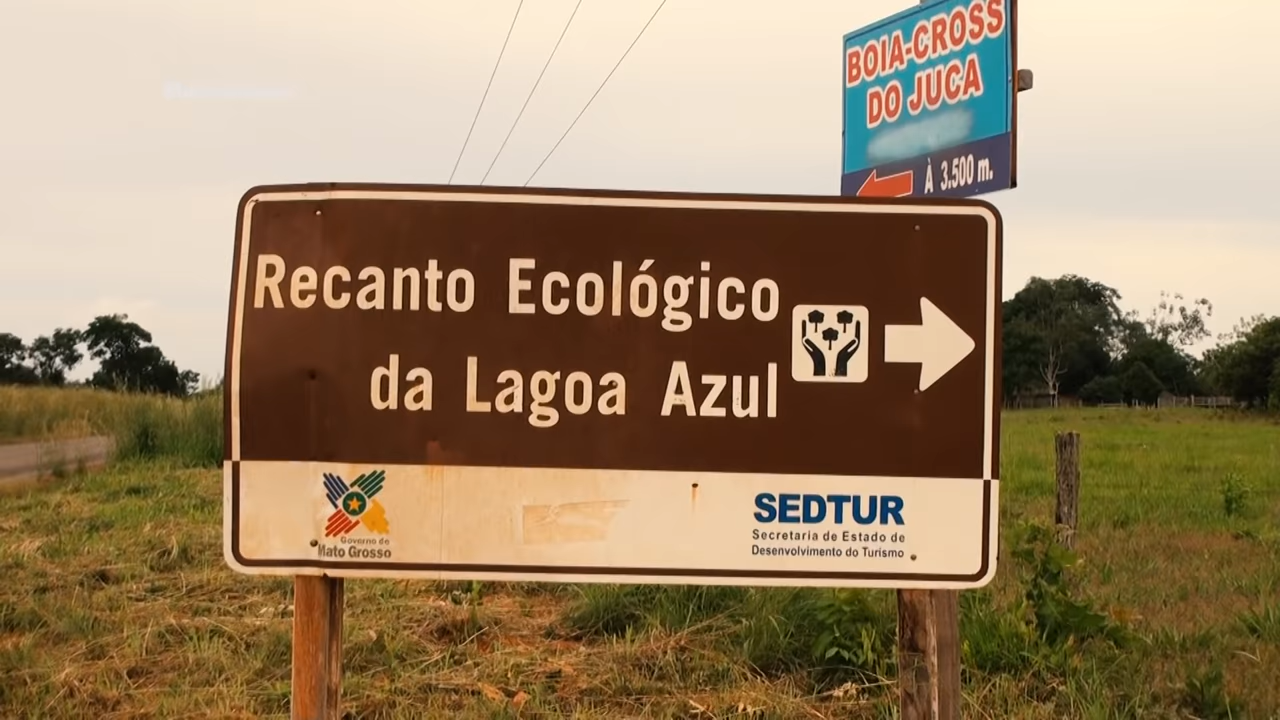 BOIA-CROSS
DO JUCA
À 3.500 m.
Recanto Ecológico
da Lagoa Azul
Governo de
Mato Grosso
SEDTUR
Secretaria de Estado de
Desenvolvimento do Turismo